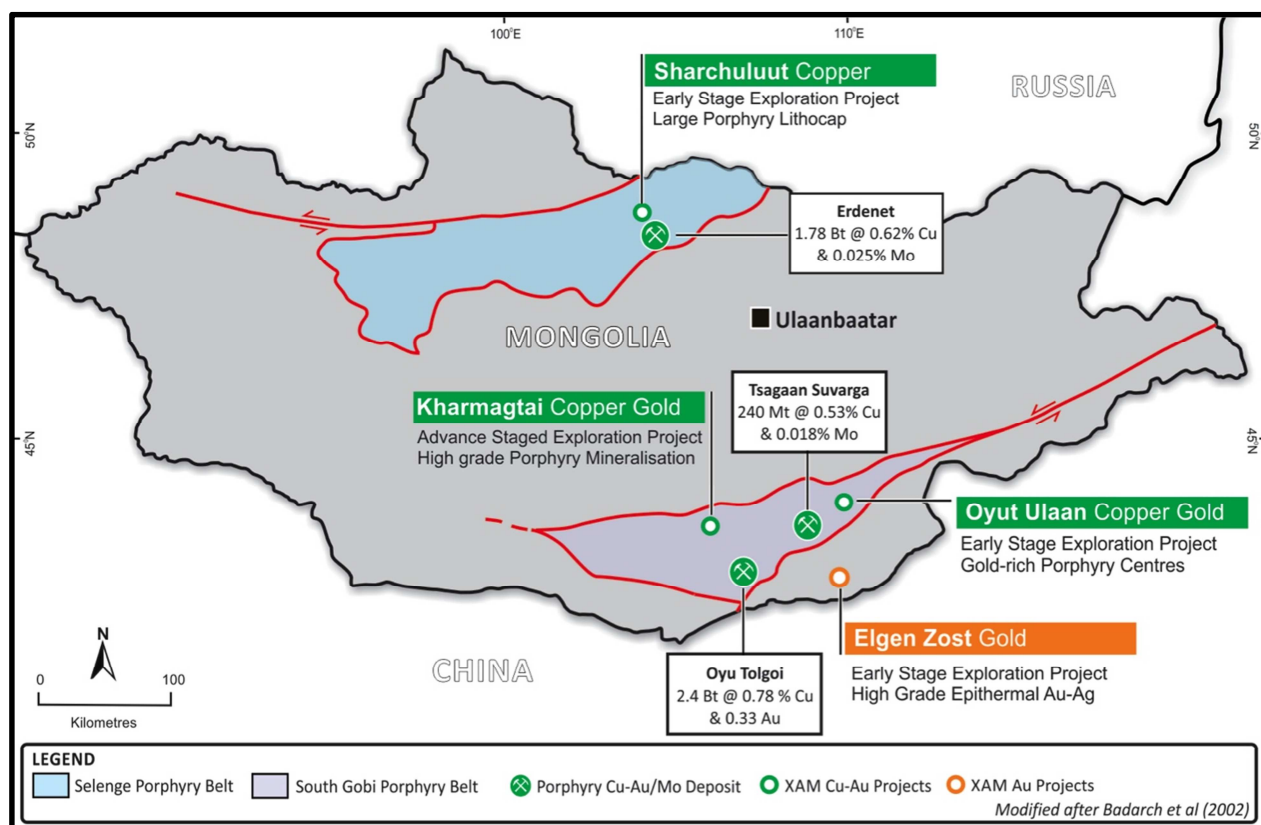 100°E
110°E
Sharchuluut Copper
Early Stage Exploration Project
Large Porphyry Lithocap
RUSSIA
50°N
50°N
Erdenet
1.78 Bt @ 0.62% Cu
& 0.025% Mo
Ulaanbaatar
MONGOLIA
Tsagaan Suvarga
240 Mt @ 0.53% Cu
& 0.018% Mo
Kharmagtai Copper Gold
Advance Staged Exploration Project
High grade Porphyry Mineralisation
45°N
45°N
Oyut Ulaan Copper Gold
Early Stage Exploration Project
Gold-rich Porphyry Centres
Elgen Zost Gold
Early Stage Exploration Project
High Grade Epithermal Au-Ag
N
0 100
Kilometres
CHINA
Oyu Tolgoi
2.4 Bt @ 0.78 % Cu
& 0.33 Au
LEGEND
Selenge Porphyry Belt
South Gobi Porphyry Belt
Porphyry Cu-Au/Mo Deposit
XAM Cu-Au Projects
XAM Au Projects
Modified after Badarch et al (2002)